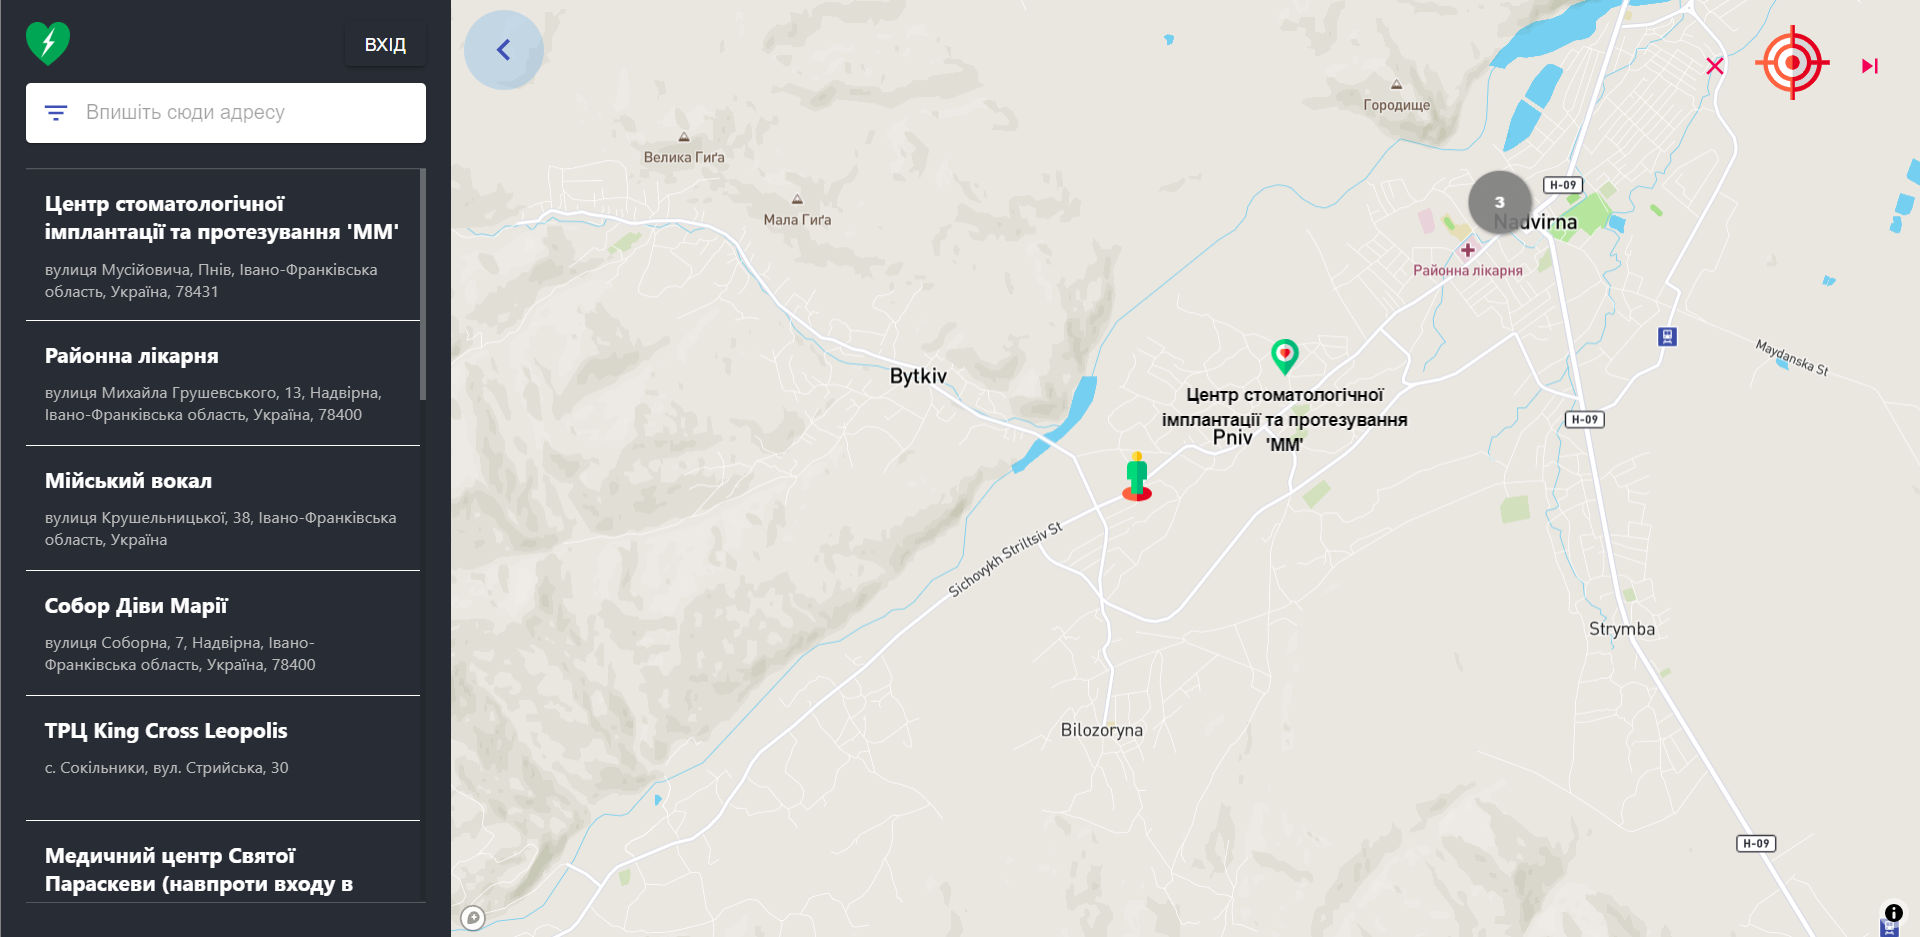 ВХІД
Впишіть сюди адресу
Центр стоматологічної
імплантації та протезування 'ММ'
вулиця Мусійовича, Пнів, Івано-Франківська
область, Україна, 78431
Районна лікарня
вулиця Михайла Грушевського, 13, Надвірна,
Івано-Франківська область, Україна, 78400
Мійський вокал
вулиця Крушельницької, 38, Івано-Франківська
область, Україна
Собор Діви Марії
вулиця Соборна, 7, Надвірна, Івано-
Франківська область, Україна, 78400
ТРЦ King Cross Leopolis
с. Сокільники, вул. Стрийська, 30
Медичний центр Святої
Параскеви (навпроти входу в
Городище
Велика Гиґа
Мала Гиґа
H-09
3
Nadvirna
Районна лікарня
Maydanska St
Bytkiv
Центр стоматологічної
імплантації та протезування
'ММ'
Pniv
H-09
Sichovykh Striltsiv St
Strymba
Bilozoryna
H-09